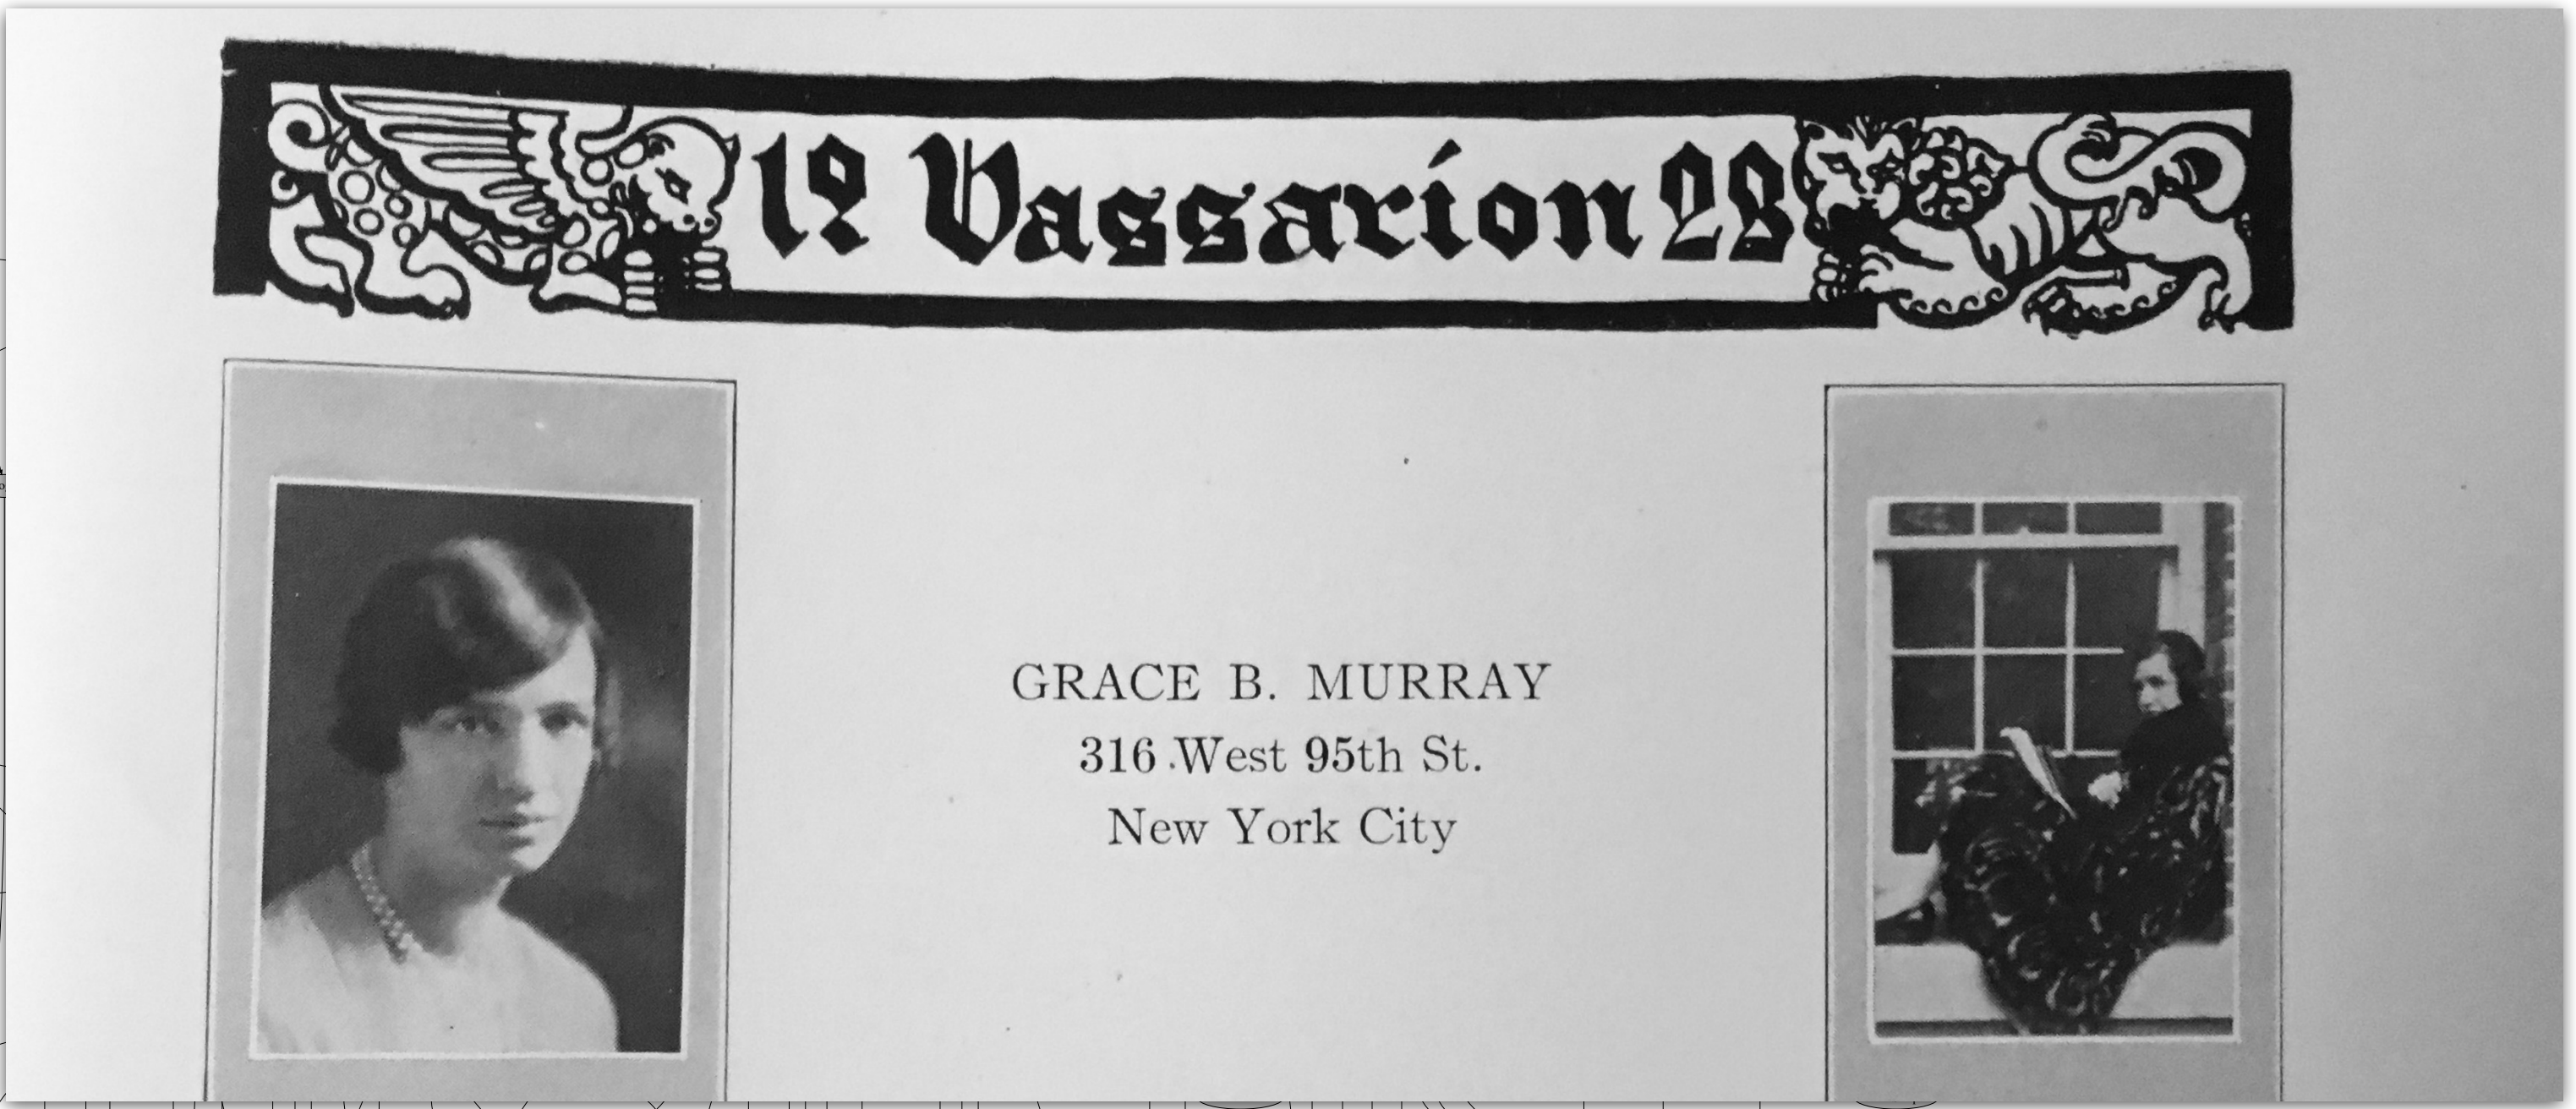 19 Vassarion 28
GRACE B. MURRAY
316 West 95th St.
New York City